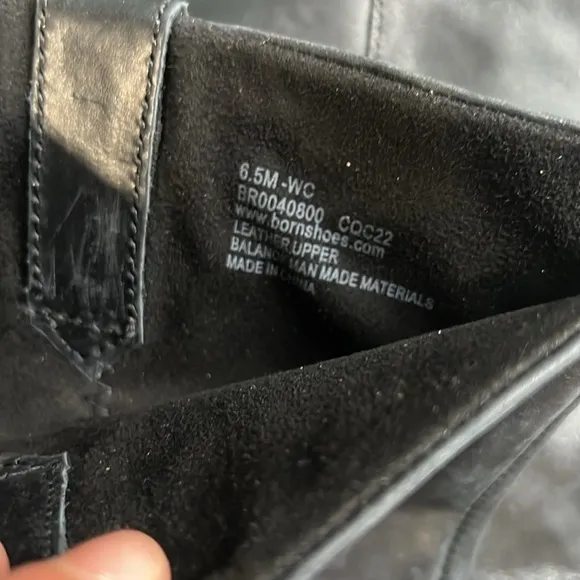 6.5M -WC
BR0040800 CQC22
www.bornshoes.com
LEATHER UPPER
BALANCE MAN MADE MATERIALS
MADE IN CHINA